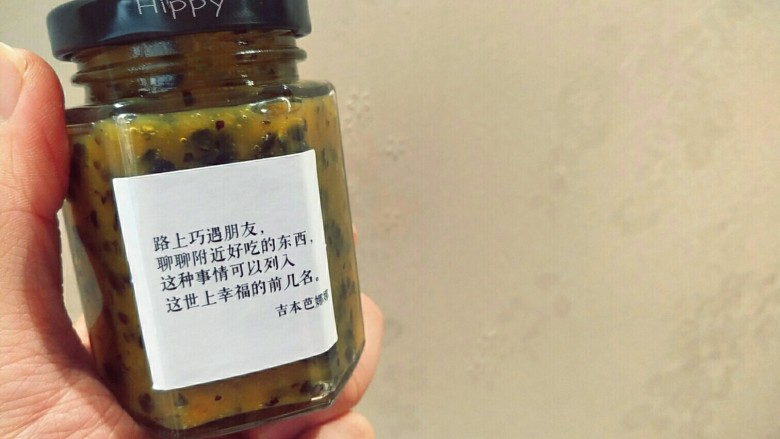 Hippy
路上巧遇朋友，
聊聊附近好吃的东西，
这种事情可以列入
这世上幸福的前几名。
吉本芭娜娜